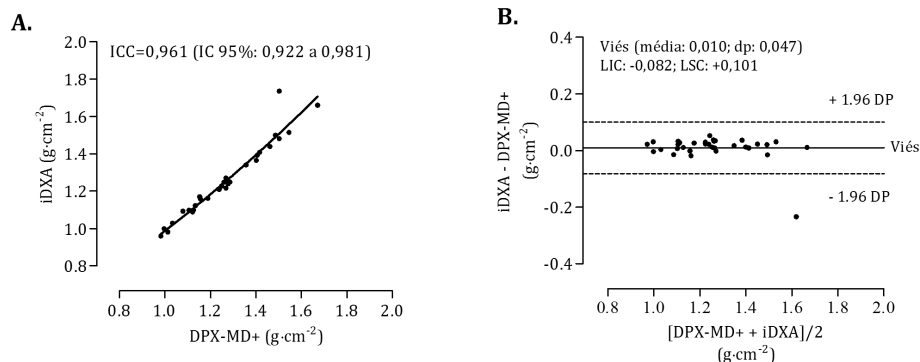 A.
ICC=0,961 (IC 95%: 0,922 a 0,981)
2.0
1.8
1.6
1.4
1.2
1.0
0.8
iDXA (g·cm⁻²)
0.8 1.0 1.2 1.4 1.6 1.8 2.0
DPX-MD+ (g·cm⁻²)
B.
Viés (média: 0,010; dp: 0,047)
LIC: -0,082; LSC: +0,101
0.4
0.2
0.0
-0.2
-0.4
iDXA - DPX-MD+
(g·cm⁻²)
+ 1.96 DP
Viés
- 1.96 DP
0.8 1.0 1.2 1.4 1.6 1.8 2.0
[DPX-MD+ + iDXA]/2
(g·cm⁻²)